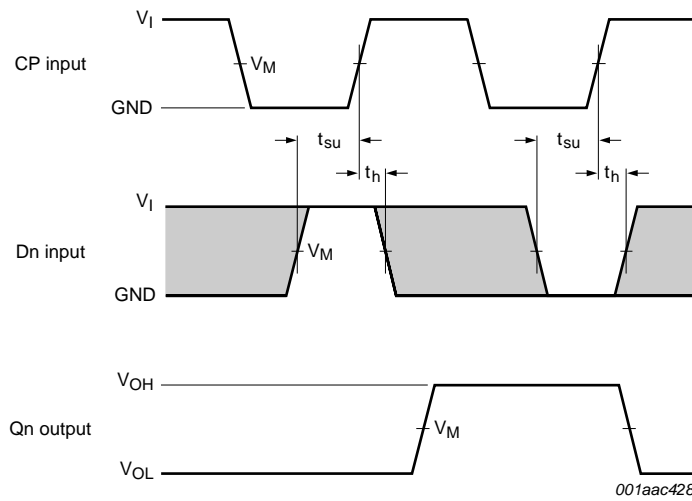 VI
CP input
VM
GND
tsu
tsu
th
th
VI
Dn input
VM
GND
VOH
Qn output
VM
VOL
001aac428